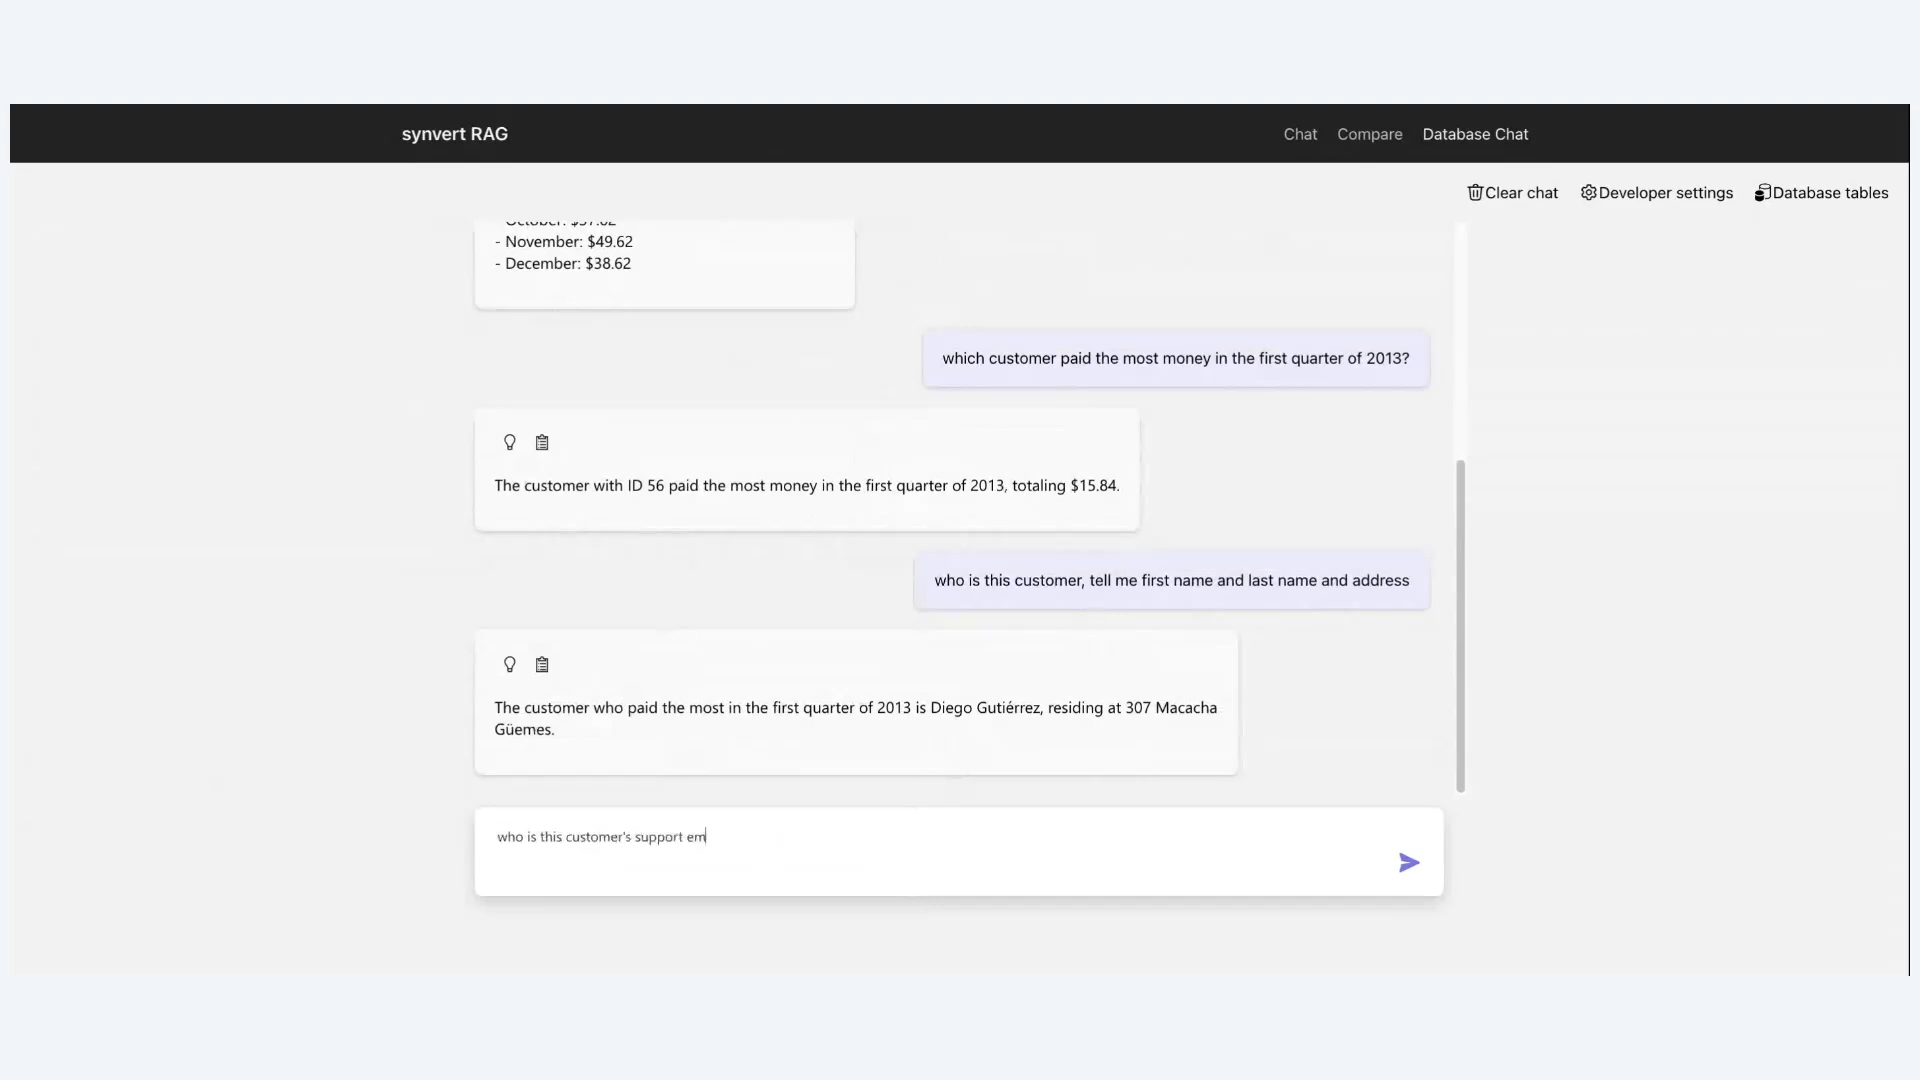 synvert RAG
Chat Compare Database Chat
Clear chat Developer settings Database tables
- October: $37.62
- November: $49.62
- December: $38.62
which customer paid the most money in the first quarter of 2013?
The customer with ID 56 paid the most money in the first quarter of 2013, totaling $15.84.
who is this customer, tell me first name and last name and address
The customer who paid the most in the first quarter of 2013 is Diego Gutiérrez, residing at 307 Macacha
Güemes.
who is this customer's support em